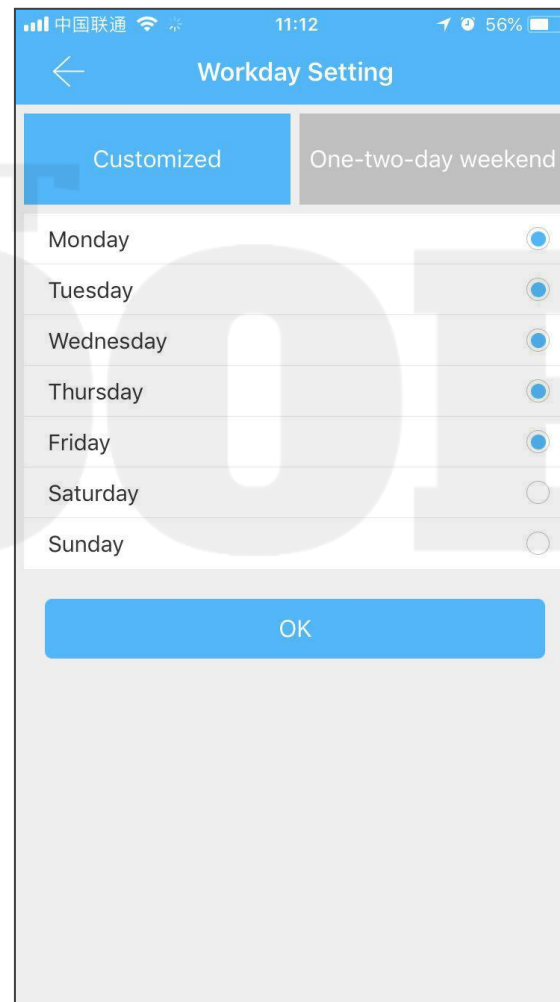 中国联通 11:12 56%
Workday Setting
Customized One-two-day weekend
Monday
Tuesday
Wednesday
Thursday
Friday
Saturday
Sunday
OK